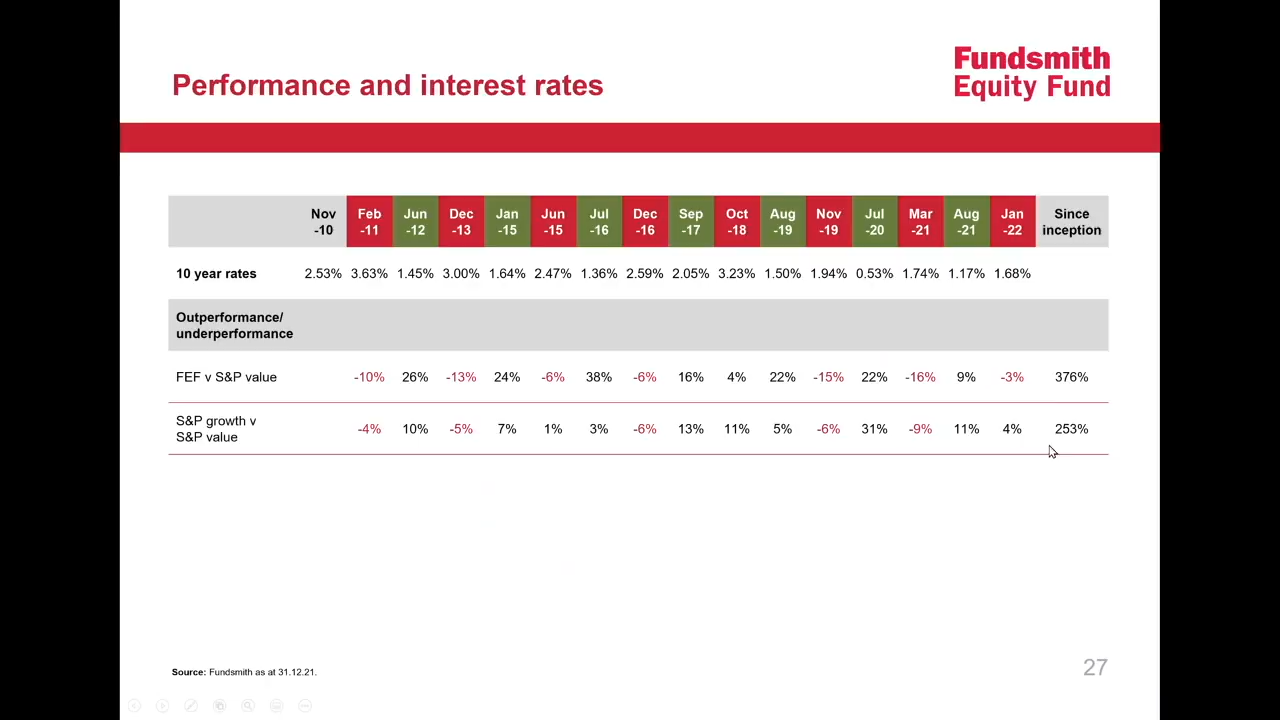 Performance and interest rates
Fundsmith
Equity Fund
Nov Feb Jun Dec Jan Jun Jul Dec Sep Oct Aug Nov Jul Mar Aug Jan Since
-10 -11 -12 -13 -15 -15 -16 -16 -17 -18 -19 -19 -20 -21 -21 -22 inception
10 year rates 2.53% 3.63% 1.45% 3.00% 1.64% 2.47% 1.36% 2.59% 2.05% 3.23% 1.50% 1.94% 0.53% 1.74% 1.17% 1.68%
Outperformance/
underperformance
FEF v S&P value -10% 26% -13% 24% -6% 38% -6% 16% 4% 22% -15% 22% -16% 9% -3% 376%
S&P growth v
S&P value -4% 10% -5% 7% 1% 3% -6% 13% 11% 5% -6% 31% -9% 11% 4% 253%
Source: Fundsmith as at 31.12.21.
27